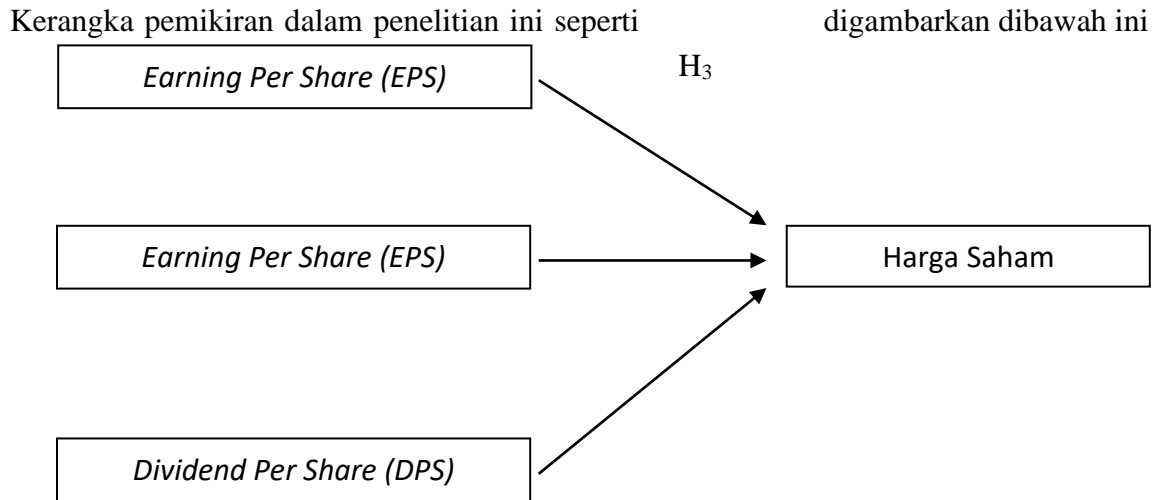 Kerangka pemikiran dalam penelitian ini seperti digambarkan dibawah ini
Earning Per Share (EPS)
H₃
Earning Per Share (EPS)
Harga Saham
Dividend Per Share (DPS)